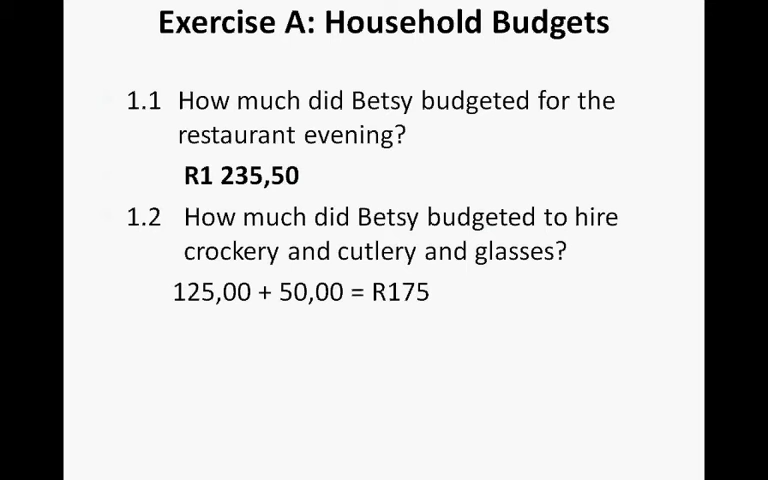 Exercise A: Household Budgets
1.1 How much did Betsy budgeted for the
restaurant evening?
R1 235,50
1.2 How much did Betsy budgeted to hire
crockery and cutlery and glasses?
125,00 + 50,00 = R175